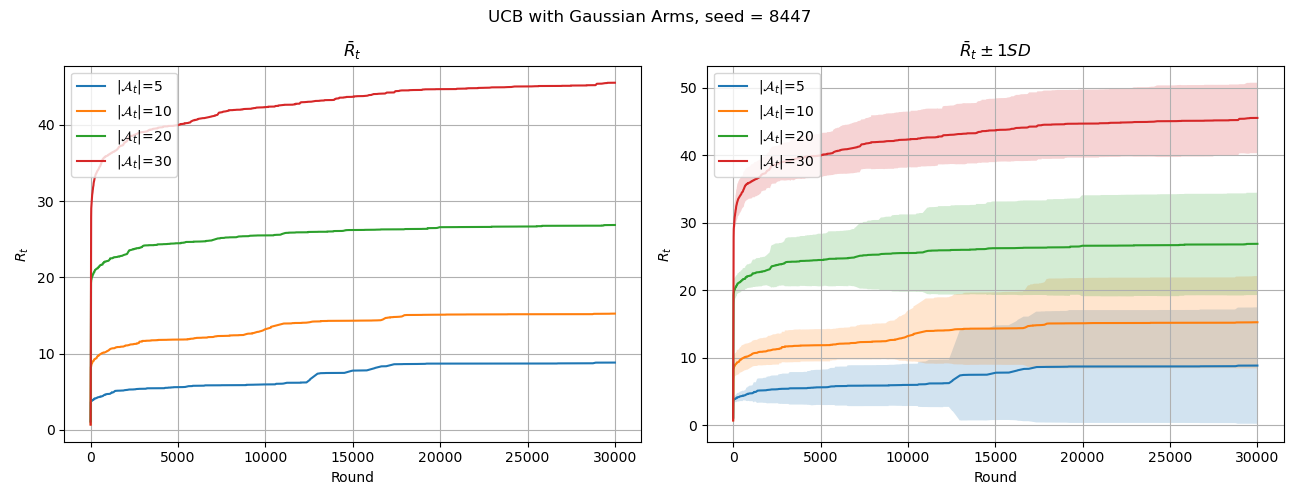 UCB with Gaussian Arms, seed = 8447
R̄ₜ
|𝒜ₜ|=5
|𝒜ₜ|=10
|𝒜ₜ|=20
|𝒜ₜ|=30
Rₜ
40
30
20
10
0
0 5000 10000 15000 20000 25000 30000
Round
R̄ₜ ± 1SD
|𝒜ₜ|=5
|𝒜ₜ|=10
|𝒜ₜ|=20
|𝒜ₜ|=30
Rₜ
50
40
30
20
10
0
0 5000 10000 15000 20000 25000 30000
Round